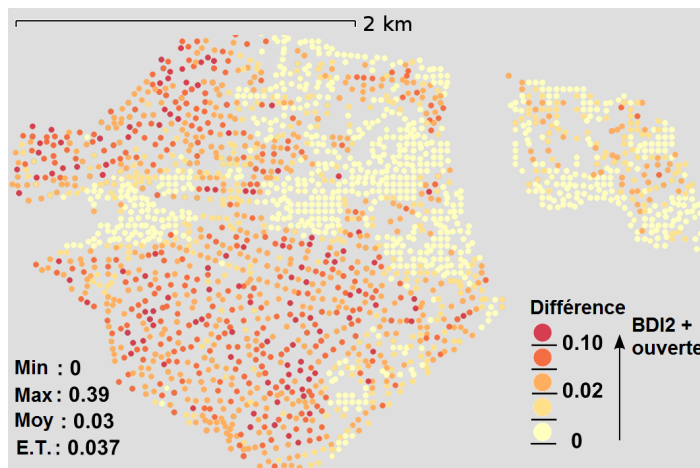 2 km
Différence
0.10
0.02
0
BDI2 +
ouverte
Min : 0
Max : 0.39
Moy : 0.03
E.T. : 0.037